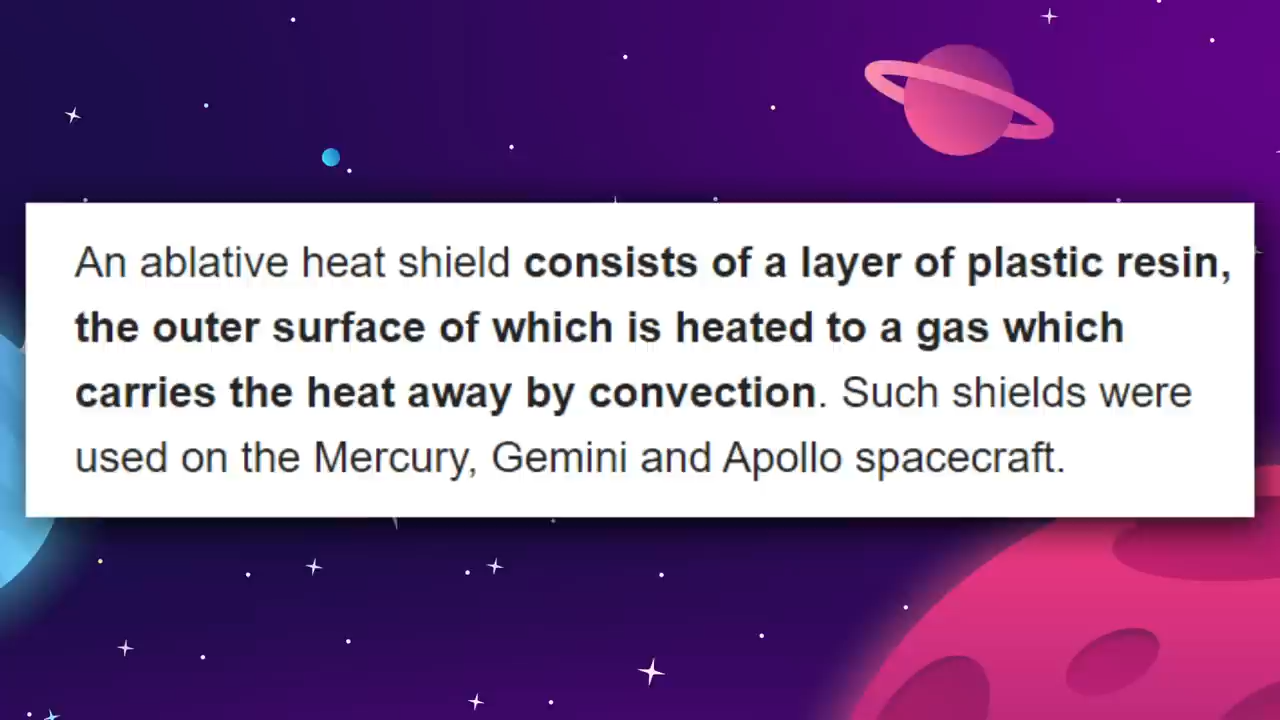 An ablative heat shield consists of a layer of plastic resin,
the outer surface of which is heated to a gas which
carries the heat away by convection. Such shields were
used on the Mercury, Gemini and Apollo spacecraft.